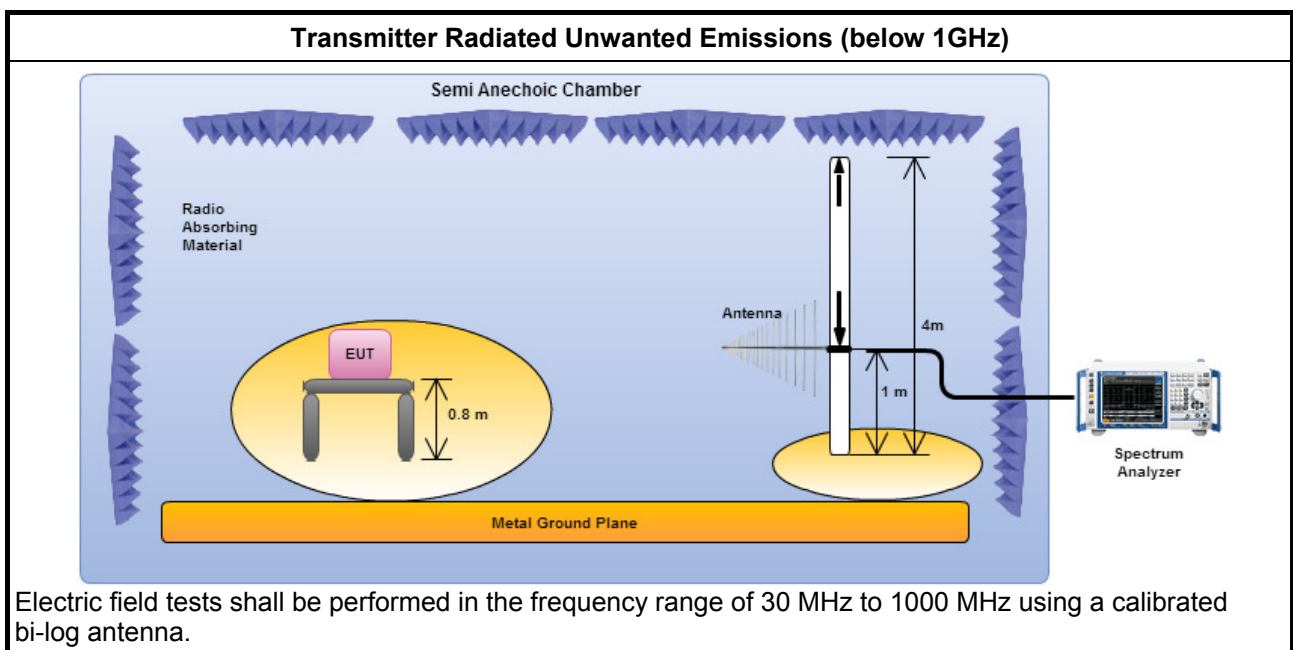 Transmitter Radiated Unwanted Emissions (below 1GHz)
Semi Anechoic Chamber
Radio
Absorbing
Material
Antenna
4m
EUT
1 m
0.8 m
Spectrum
Analyzer
Metal Ground Plane
Electric field tests shall be performed in the frequency range of 30 MHz to 1000 MHz using a calibrated
bi-log antenna.